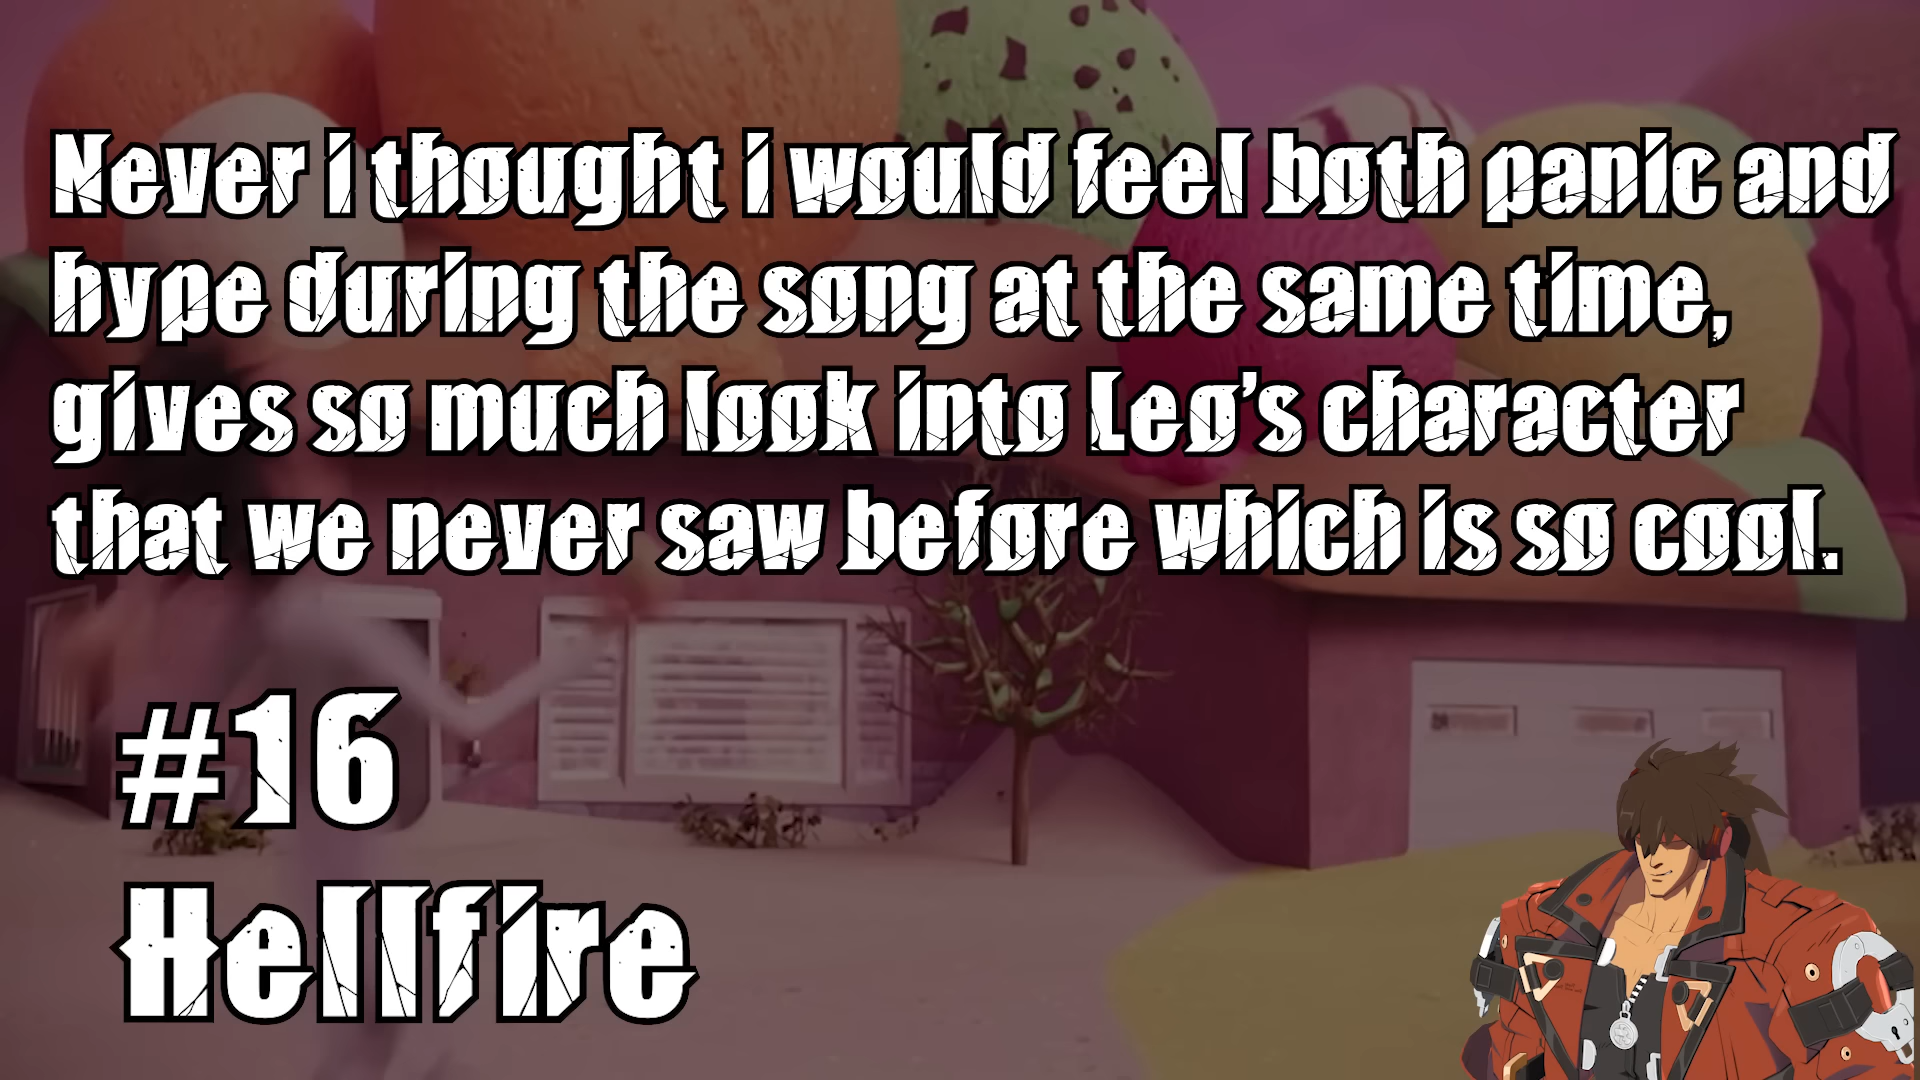 Never i thought i would feel both panic and
hype during the song at the same time,
gives so much look into Leo's character
that we never saw before which is so cool.
#16
Hellfire